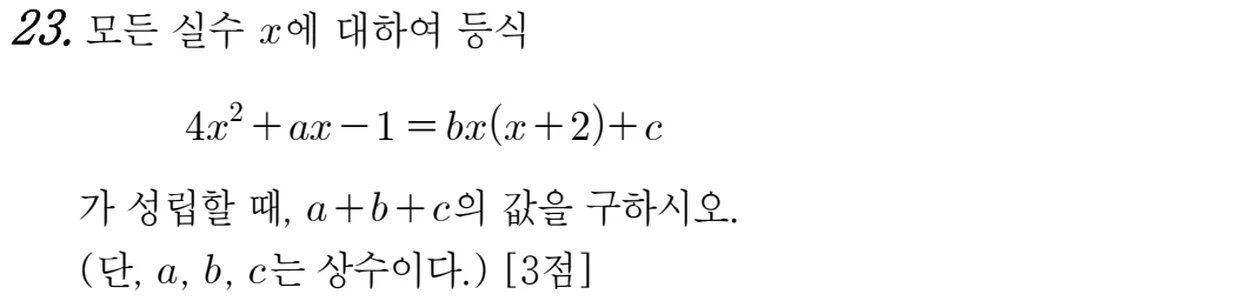 23. 모든 실수 x에 대하여 등식
4x²+ax−1=bx(x+2)+c
가 성립할 때, a+b+c의 값을 구하시오.
(단, a, b, c는 상수이다.) [3점]